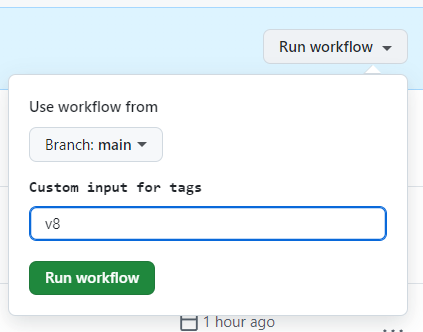 Run workflow
Use workflow from
Branch: main
Custom input for tags
v8
Run workflow
1 hour ago